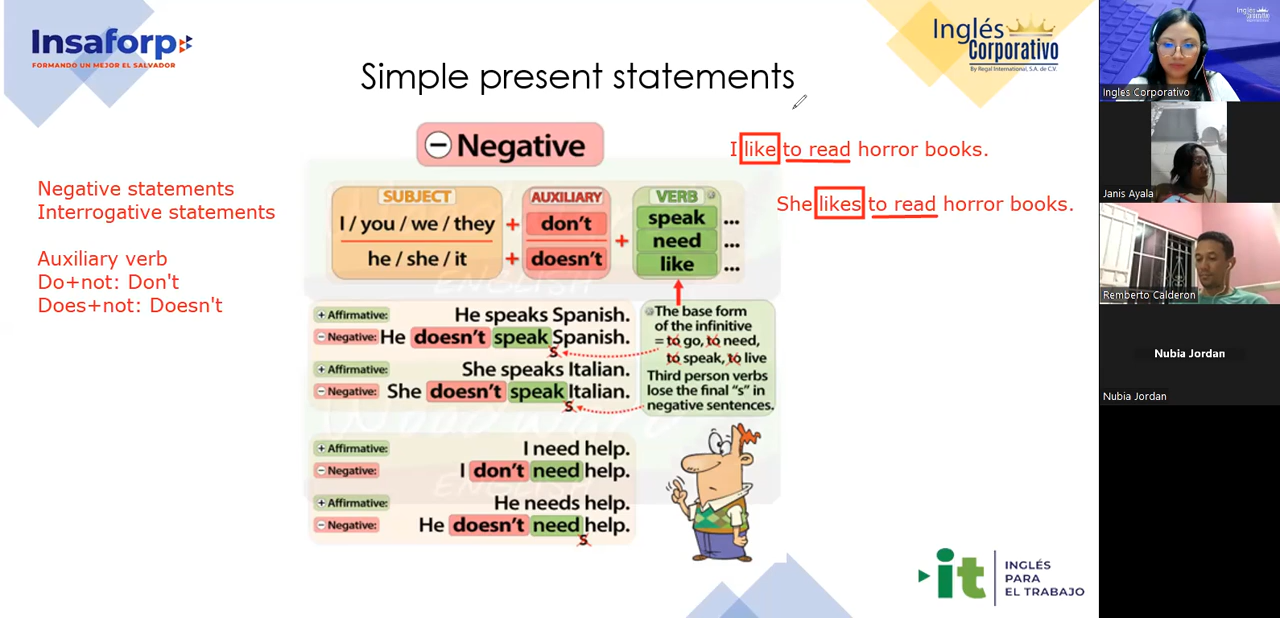 Insaforp
FORMANDO UN MEJOR EL SALVADOR
Inglés
Corporativo
By Regal International, S.A. de C.V.
Simple present statements
Negative statements
Interrogative statements
Auxiliary verb
Do+not: Don't
Does+not: Doesn't
− Negative
SUBJECT AUXILIARY VERB
I / you / we / they + don't + speak ...
need ...
he / she / it + doesn't like ...
+ Affirmative: He speaks Spanish.
− Negative: He doesn't speak Spanish.
s
+ Affirmative: She speaks Italian.
− Negative: She doesn't speak Italian.
s
The base form
of the infinitive
= to go, to need,
to speak, to live
Third person verbs
lose the final "s" in
negative sentences.
+ Affirmative: I need help.
− Negative: I don't need help.
+ Affirmative: He needs help.
− Negative: He doesn't need help.
s
ENGLISH
ENGLISH
I like to read horror books.
She likes to read horror books.
it
INGLÉS
PARA
EL TRABAJO
Ingles Corporativo
Janis Ayala
Remberto Calderon
Nubia Jordan
Nubia Jordan